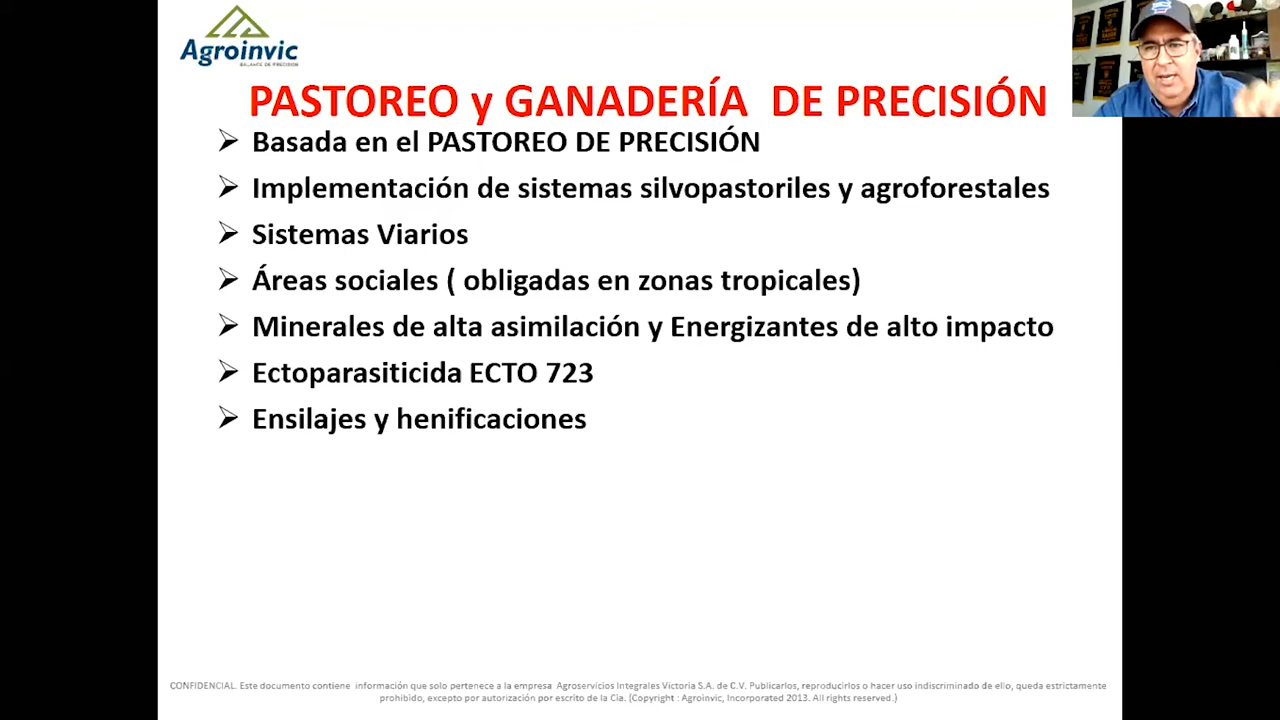 Agroinvic
BALANCE DE PRECISIÓN
PASTOREO y GANADERÍA DE PRECISIÓN
Basada en el PASTOREO DE PRECISIÓN
Implementación de sistemas silvopastoriles y agroforestales
Sistemas Viarios
Áreas sociales ( obligadas en zonas tropicales)
Minerales de alta asimilación y Energizantes de alto impacto
Ectoparasiticida ECTO 723
Ensilajes y henificaciones
CONFIDENCIAL. Este documento contiene información que solo pertenece a la empresa Agroservicios Integrales Victoria S.A. de C.V. Publicarlos, reproducirlos o hacer uso indiscriminado de ello, queda estrictamente
prohibido, excepto por autorización por escrito de la Cía. (Copyright : Agroinvic, Incorporated 2013. All rights reserved.)